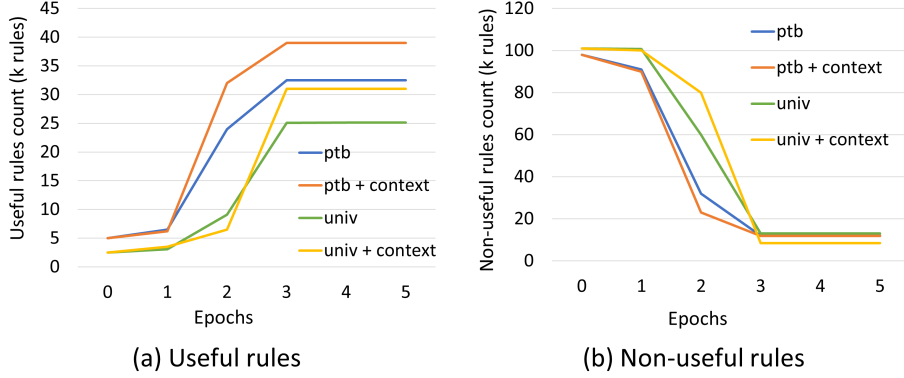 Useful rules count (k rules)
45
40
35
30
25
20
15
10
5
0
0 1 2 3 4 5
Epochs
ptb
ptb + context
univ
univ + context
(a) Useful rules
Non-useful rules count (k rules)
120
100
80
60
40
20
0
0 1 2 3 4 5
Epochs
ptb
ptb + context
univ
univ + context
(b) Non-useful rules